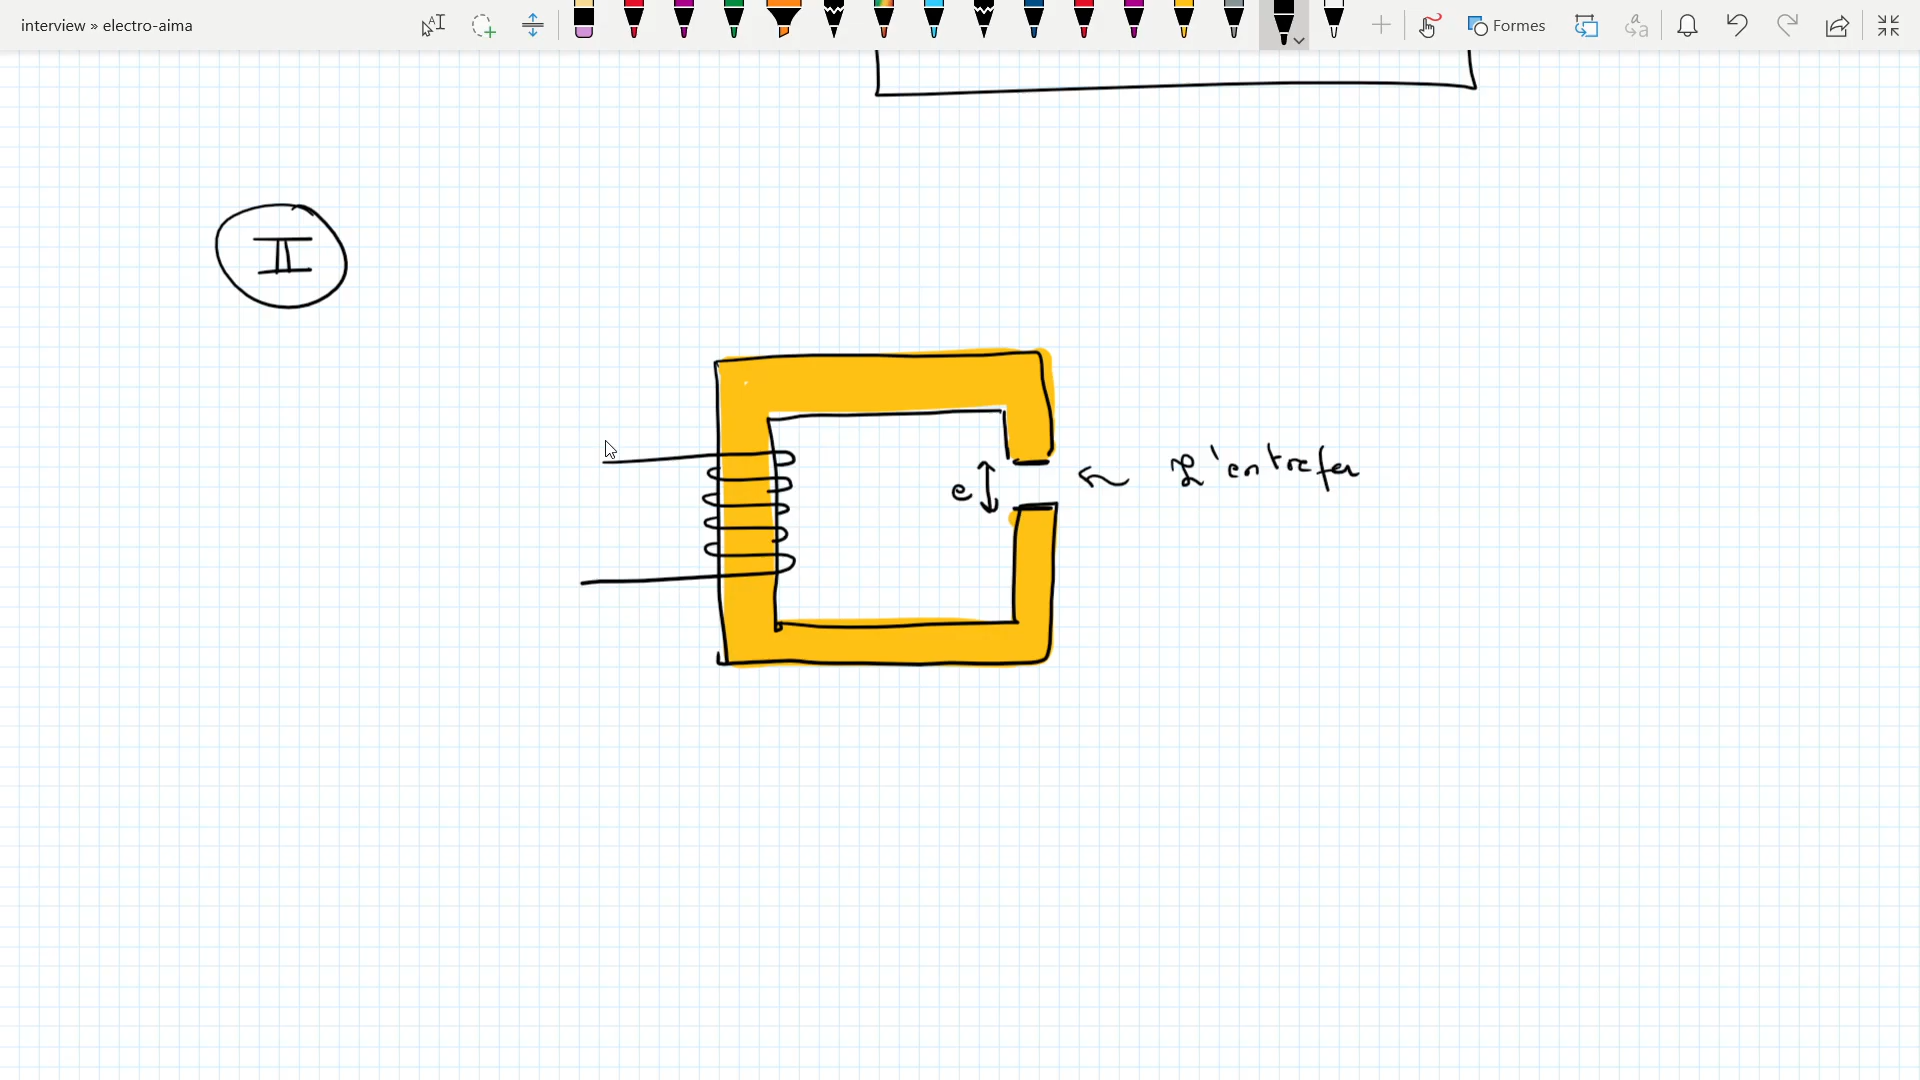 interview » electro-aima
Formes
II
e
L'entrefer